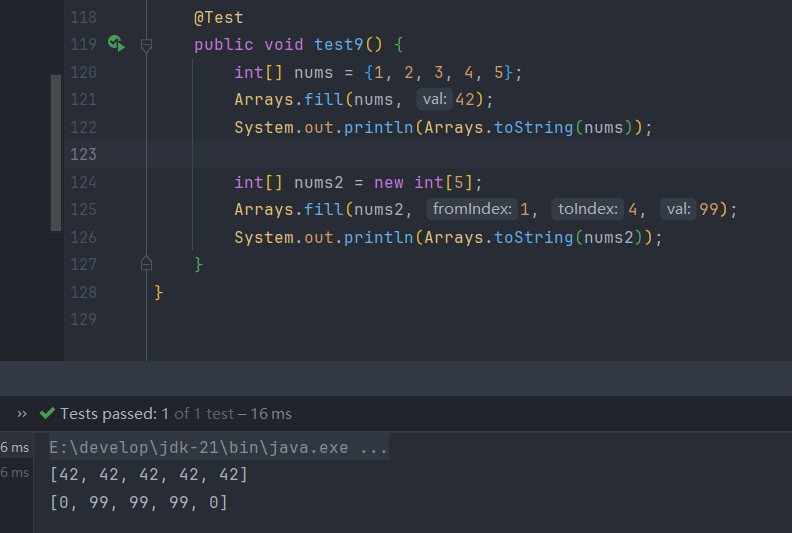 118 @Test
119 public void test9() {
120 int[] nums = {1, 2, 3, 4, 5};
121 Arrays.fill(nums, val: 42);
122 System.out.println(Arrays.toString(nums));
123
124 int[] nums2 = new int[5];
125 Arrays.fill(nums2, fromIndex: 1, toIndex: 4, val: 99);
126 System.out.println(Arrays.toString(nums2));
127 }
128 }
129
›› Tests passed: 1 of 1 test – 16 ms
6 ms E:\develop\jdk-21\bin\java.exe ...
6 ms [42, 42, 42, 42, 42]
[0, 99, 99, 99, 0]